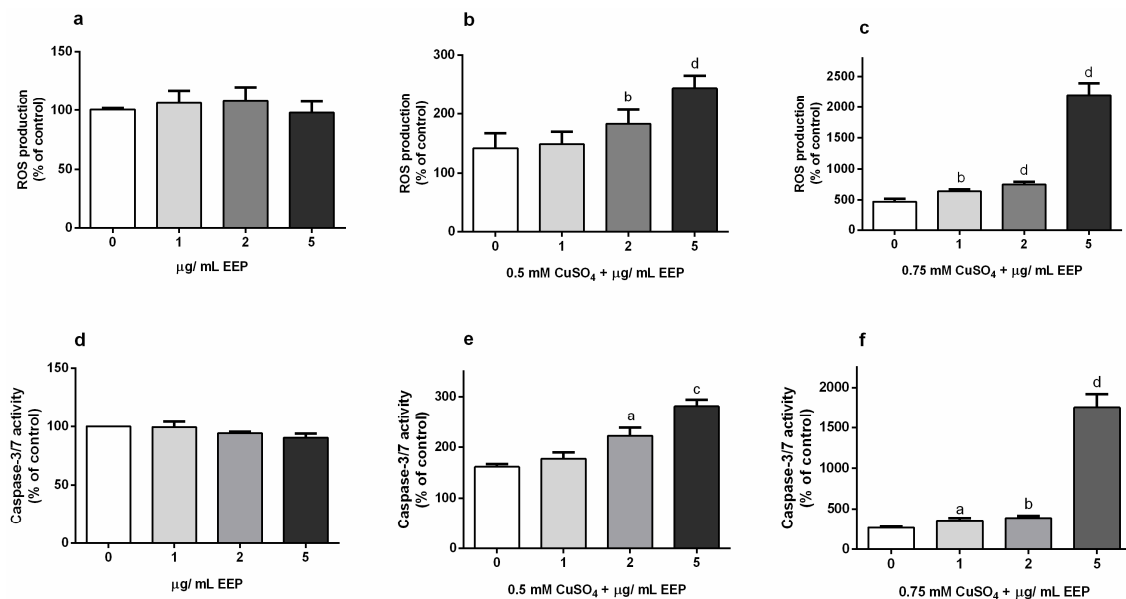 a
ROS production
(% of control)
150
100
50
0
0 1 2 5
µg/ mL EEP
b
ROS production
(% of control)
300
200
100
0
b
d
0 1 2 5
0.5 mM CuSO₄ + µg/ mL EEP
c
ROS production
(% of control)
2500
2000
1500
1000
500
0
b
d
d
0 1 2 5
0.75 mM CuSO₄ + µg/ mL EEP
d
Caspase-3/7 activity
(% of control)
150
100
50
0
0 1 2 5
µg/ mL EEP
e
Caspase-3/7 activity
(% of control)
300
200
100
0
a
c
0 1 2 5
0.5 mM CuSO₄ + µg/ mL EEP
f
Caspase-3/7 activity
(% of control)
2000
1500
1000
500
0
a
b
d
0 1 2 5
0.75 mM CuSO₄ + µg/ mL EEP